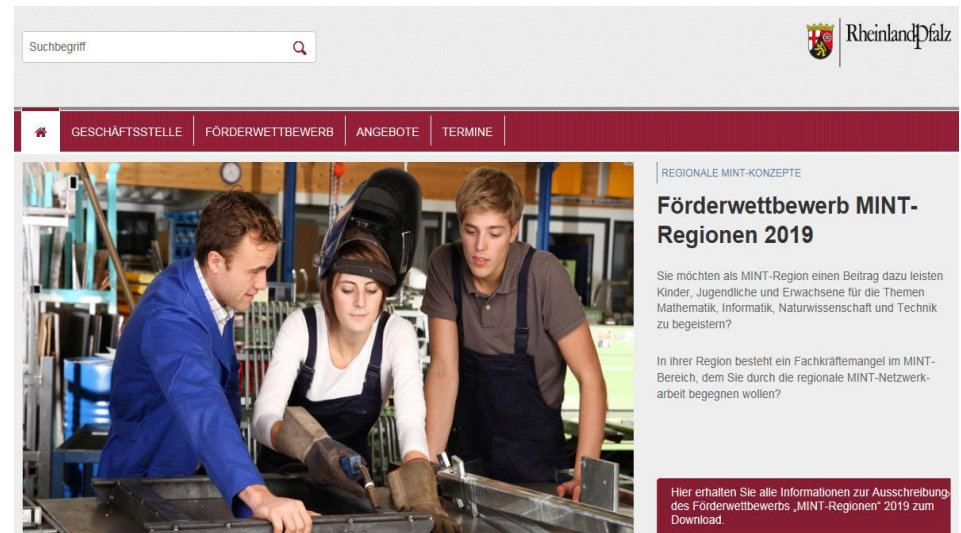 Suchbegriff
RheinlandPfalz
GESCHÄFTSSTELLE
FÖRDERWETTBEWERB
ANGEBOTE
TERMINE
REGIONALE MINT-KONZEPTE
Förderwettbewerb MINT-
Regionen 2019
Sie möchten als MINT-Region einen Beitrag dazu leisten
Kinder, Jugendliche und Erwachsene für die Themen
Mathematik, Informatik, Naturwissenschaft und Technik
zu begeistern?
In ihrer Region besteht ein Fachkräftemangel im MINT-
Bereich, dem Sie durch die regionale MINT-Netzwerk-
arbeit begegnen wollen?
Hier erhalten Sie alle Informationen zur Ausschreibung
des Förderwettbewerbs „MINT-Regionen" 2019 zum
Download.